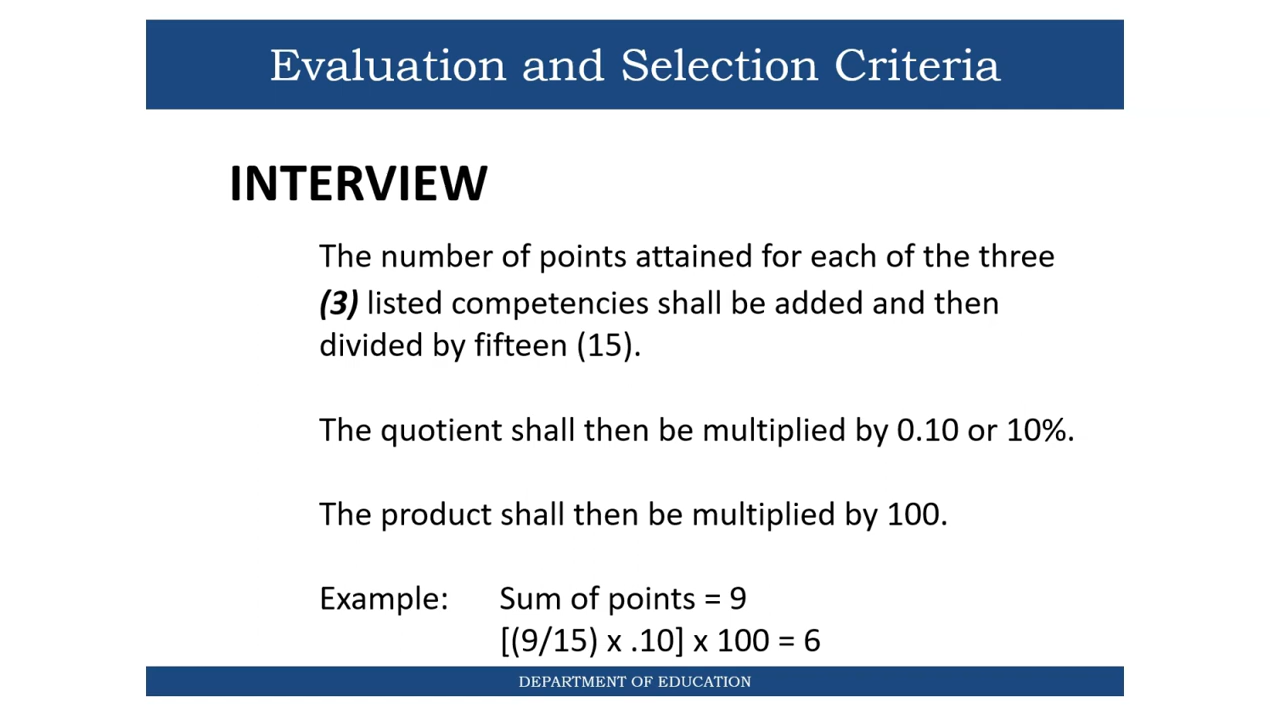 Evaluation and Selection Criteria
INTERVIEW
The number of points attained for each of the three
(3) listed competencies shall be added and then
divided by fifteen (15).
The quotient shall then be multiplied by 0.10 or 10%.
The product shall then be multiplied by 100.
Example: Sum of points = 9
[(9/15) x .10] x 100 = 6
DEPARTMENT OF EDUCATION